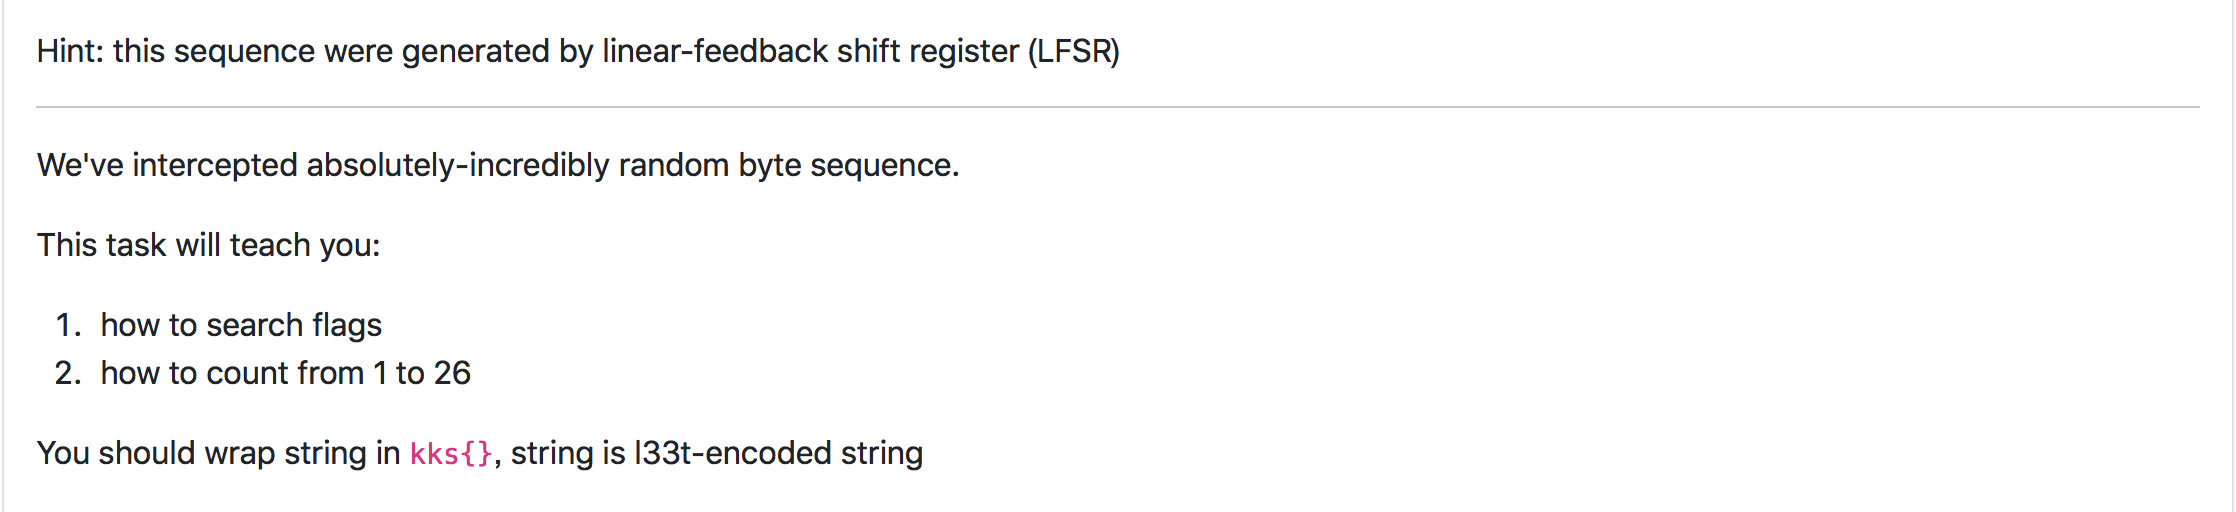 Hint: this sequence were generated by linear-feedback shift register (LFSR)
We've intercepted absolutely-incredibly random byte sequence.
This task will teach you:
1. how to search flags
2. how to count from 1 to 26
You should wrap string in kks{}, string is l33t-encoded string